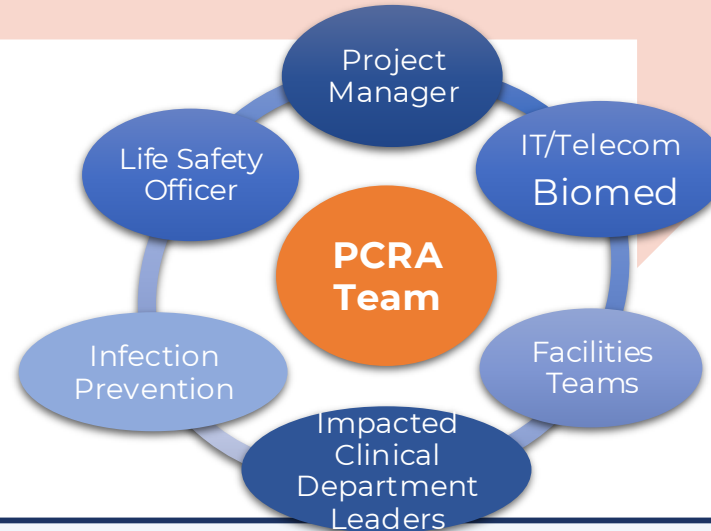 Project
Manager
IT/Telecom
Biomed
Life Safety
Officer
PCRA
Team
Facilities
Teams
Infection
Prevention
Impacted
Clinical
Department
Leaders